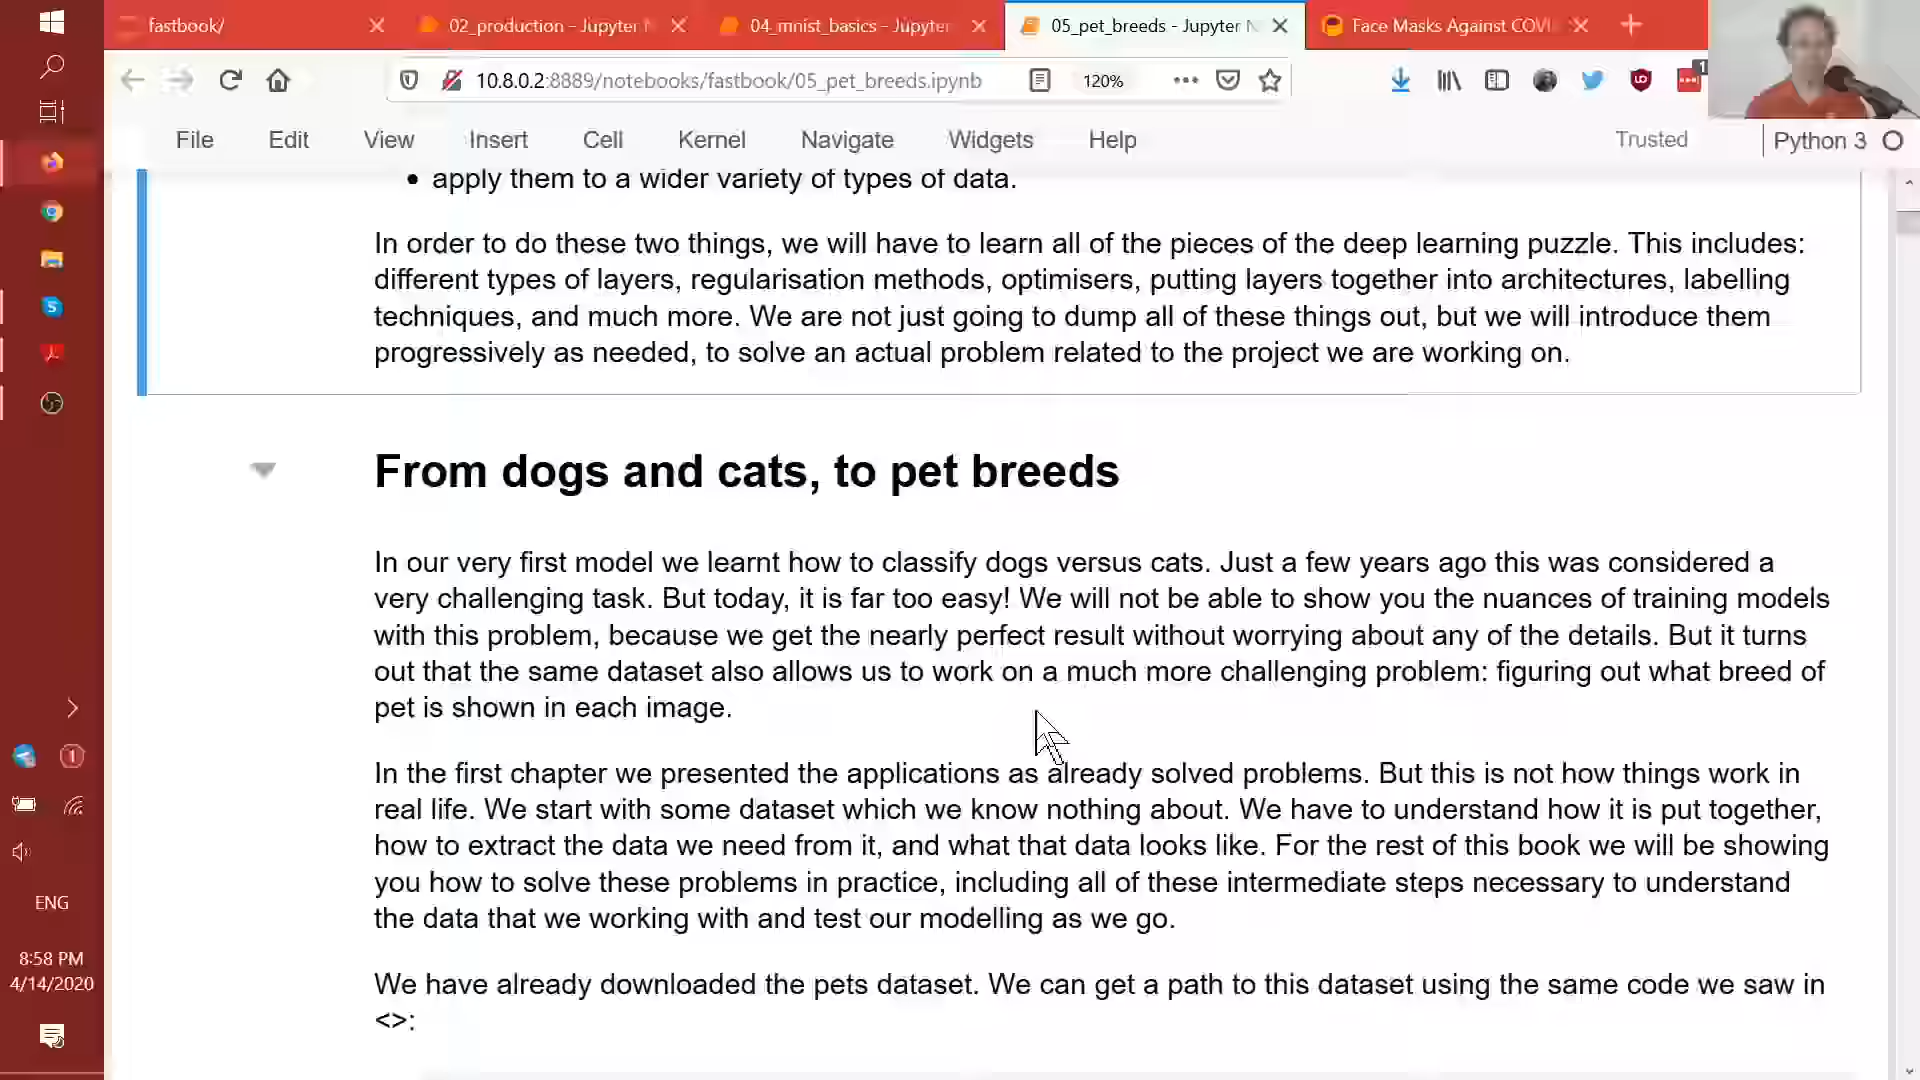 fastbook/
02_production - Jupyter N
04_mnist_basics - Jupyter
05_pet_breeds - Jupyter N
Face Masks Against COVI
10.8.0.2:8889/notebooks/fastbook/05_pet_breeds.ipynb
120%
1
File
Edit
View
Insert
Cell
Kernel
Navigate
Widgets
Help
Trusted
Python 3
• apply them to a wider variety of types of data.
In order to do these two things, we will have to learn all of the pieces of the deep learning puzzle. This includes:
different types of layers, regularisation methods, optimisers, putting layers together into architectures, labelling
techniques, and much more. We are not just going to dump all of these things out, but we will introduce them
progressively as needed, to solve an actual problem related to the project we are working on.
From dogs and cats, to pet breeds
In our very first model we learnt how to classify dogs versus cats. Just a few years ago this was considered a
very challenging task. But today, it is far too easy! We will not be able to show you the nuances of training models
with this problem, because we get the nearly perfect result without worrying about any of the details. But it turns
out that the same dataset also allows us to work on a much more challenging problem: figuring out what breed of
pet is shown in each image.
In the first chapter we presented the applications as already solved problems. But this is not how things work in
real life. We start with some dataset which we know nothing about. We have to understand how it is put together,
how to extract the data we need from it, and what that data looks like. For the rest of this book we will be showing
you how to solve these problems in practice, including all of these intermediate steps necessary to understand
the data that we working with and test our modelling as we go.
We have already downloaded the pets dataset. We can get a path to this dataset using the same code we saw in
<>:
ENG
8:58 PM
4/14/2020